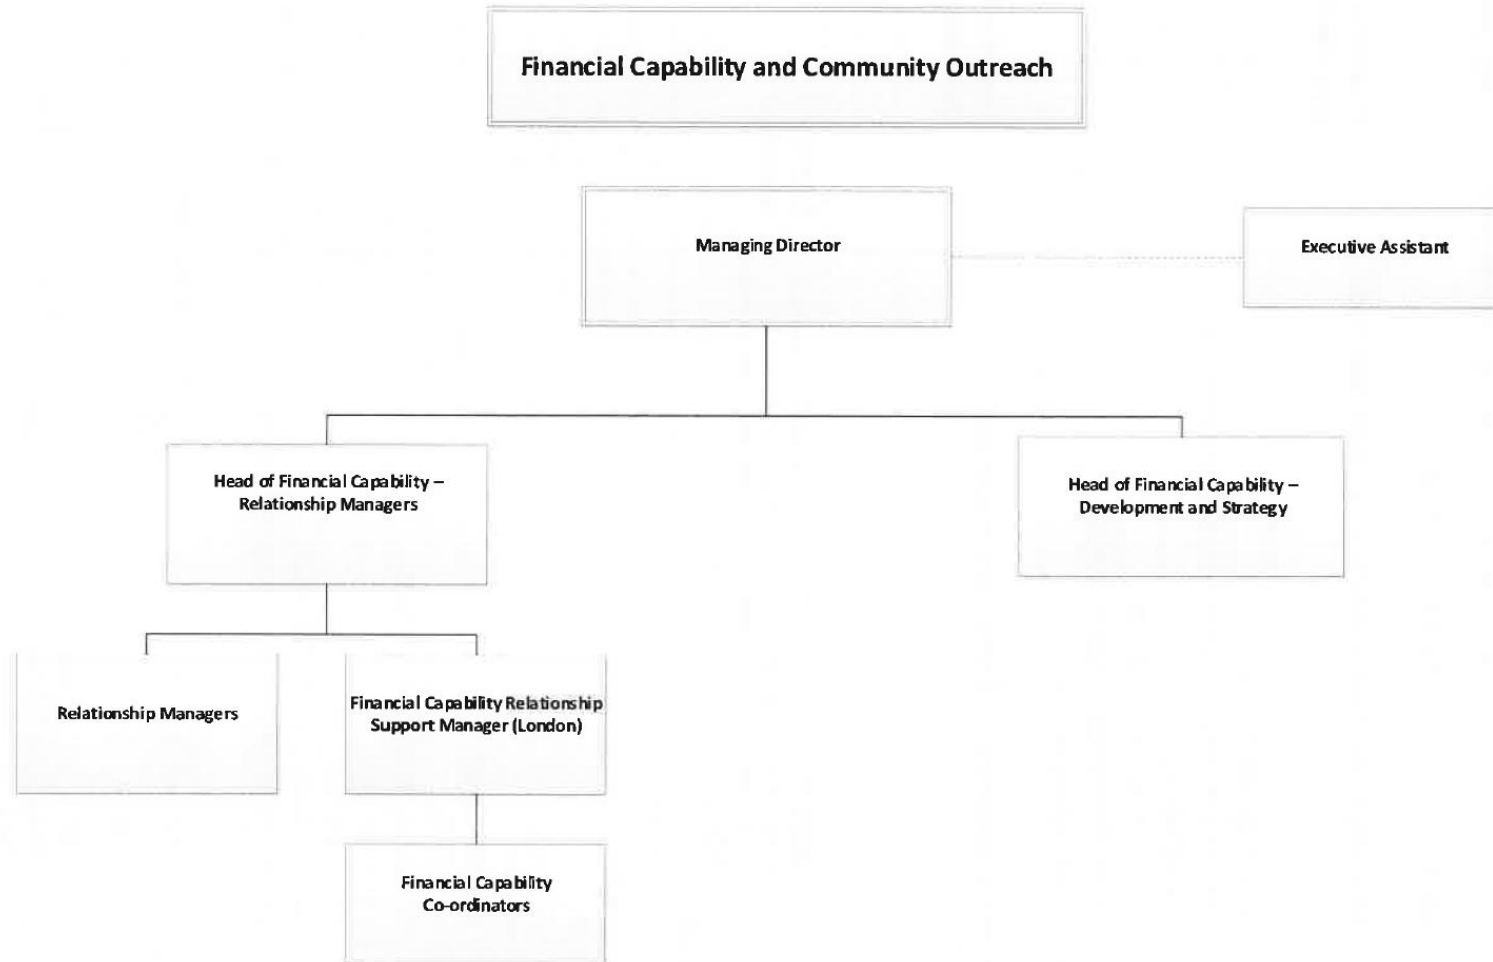 Financial Capability and Community Outreach
Managing Director
Executive Assistant
Head of Financial Capability –
Relationship Managers
Head of Financial Capability –
Development and Strategy
Relationship Managers
Financial Capability Relationship
Support Manager (London)
Financial Capability
Co-ordinators